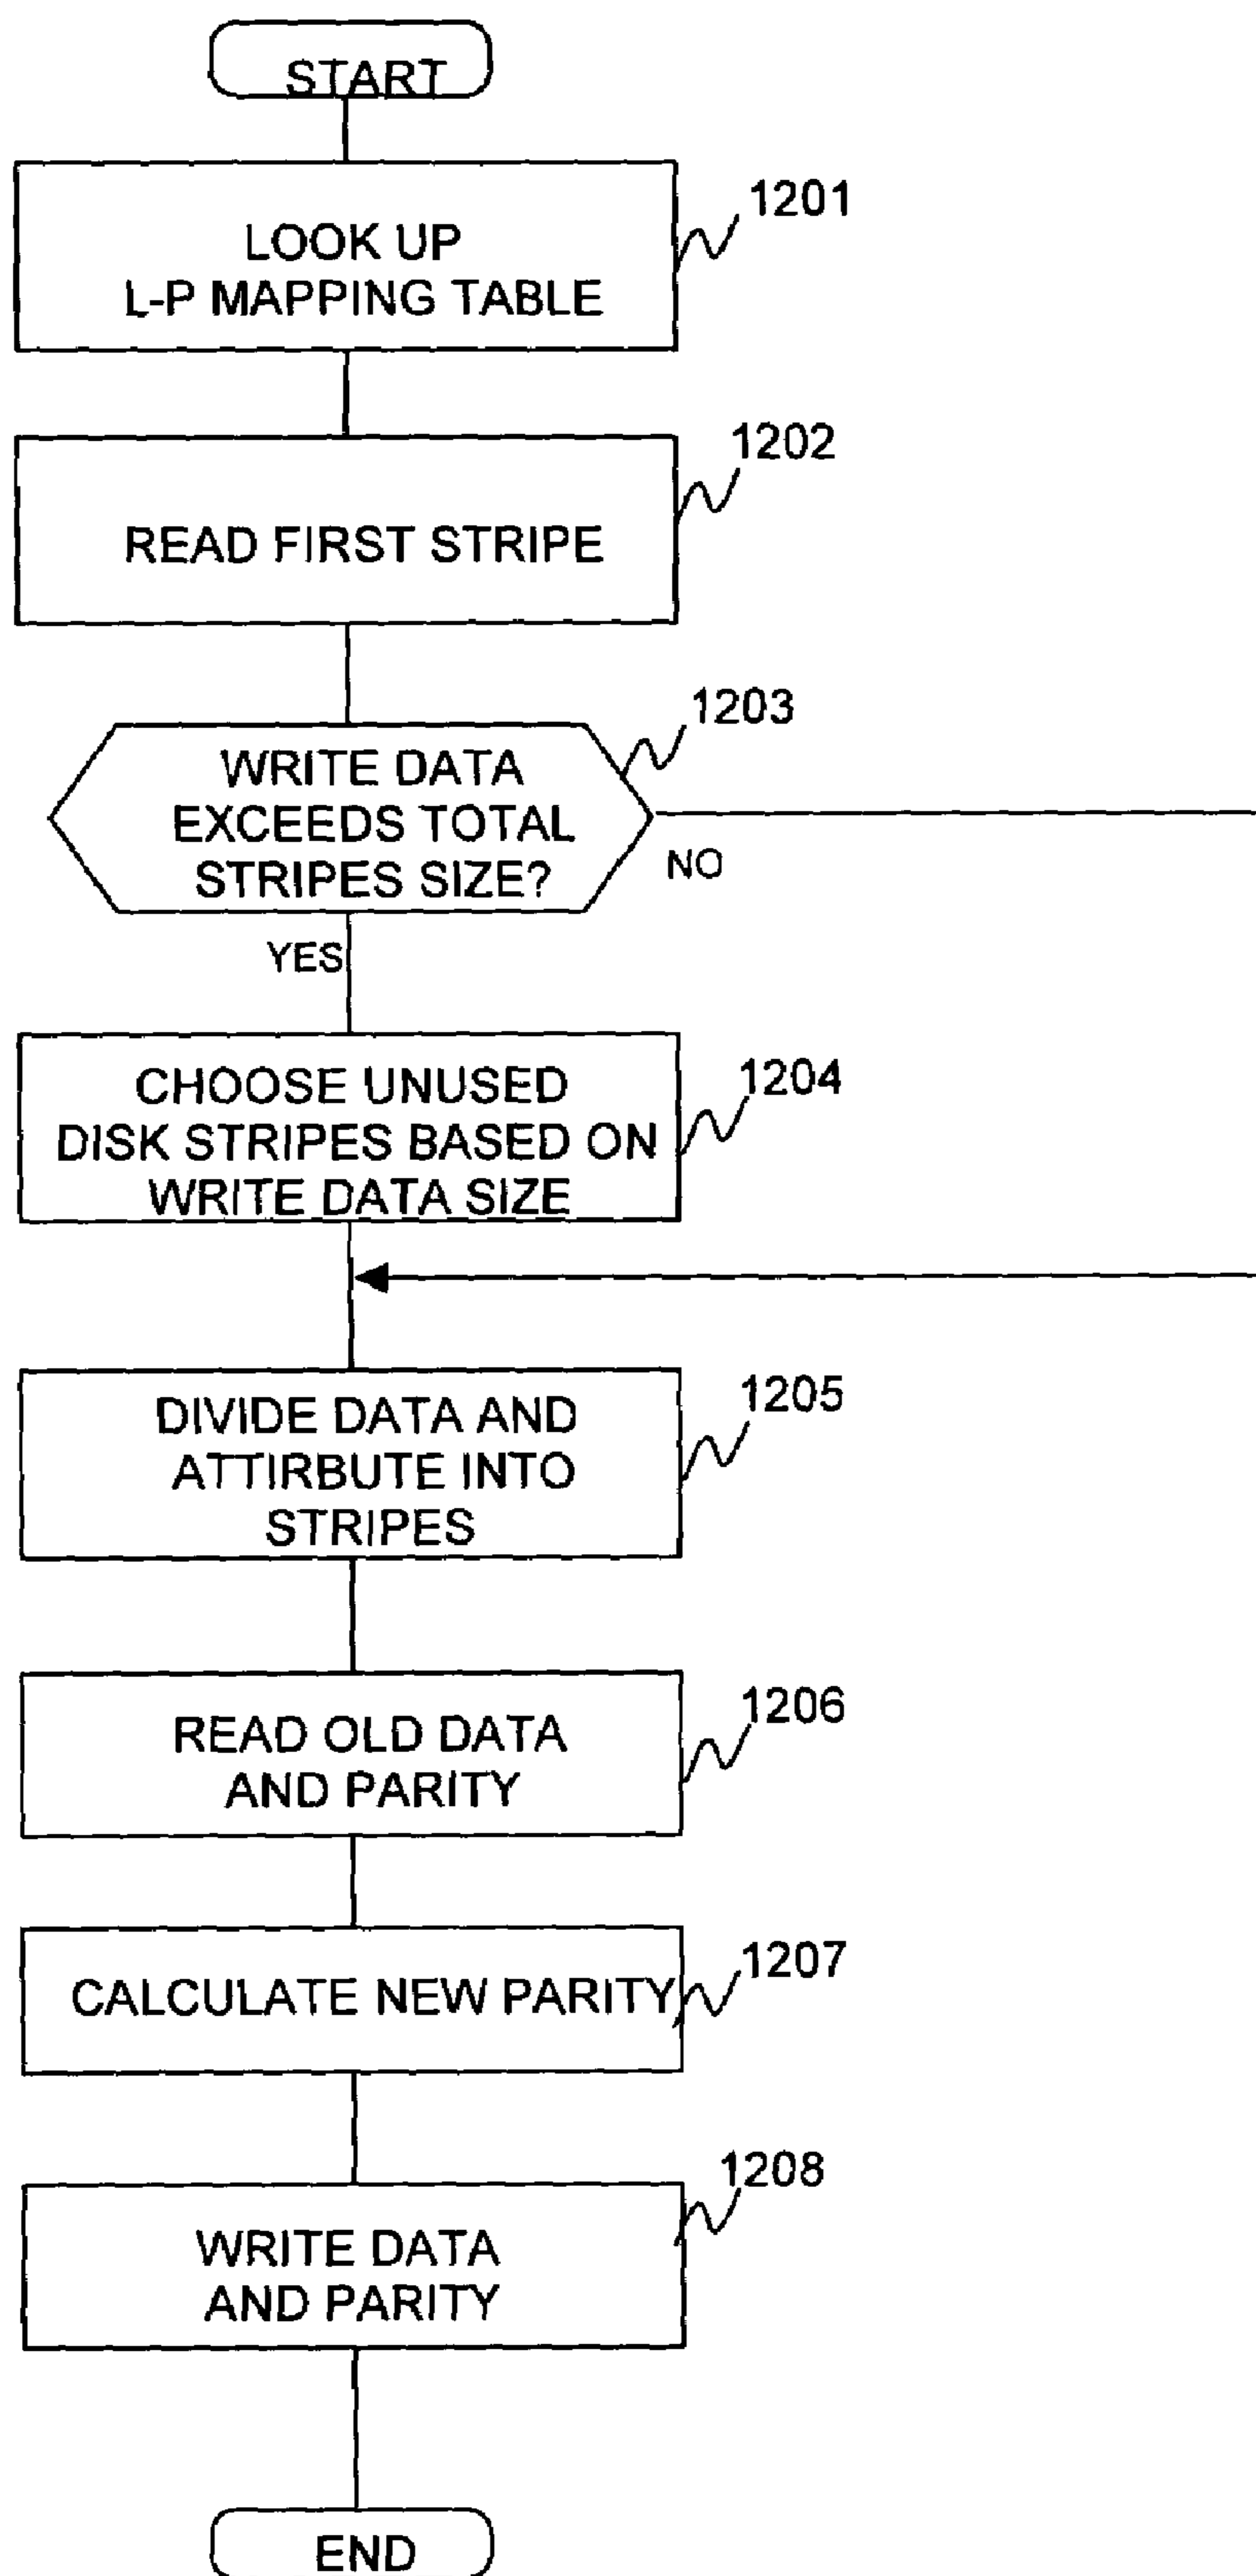 START
1201
LOOK UP
L-P MAPPING TABLE
1202
READ FIRST STRIPE
1203
WRITE DATA
EXCEEDS TOTAL
STRIPES SIZE?
NO
YES
1204
CHOOSE UNUSED
DISK STRIPES BASED ON
WRITE DATA SIZE
1205
DIVIDE DATA AND
ATTIRBUTE INTO
STRIPES
1206
READ OLD DATA
AND PARITY
1207
CALCULATE NEW PARITY
1208
WRITE DATA
AND PARITY
END